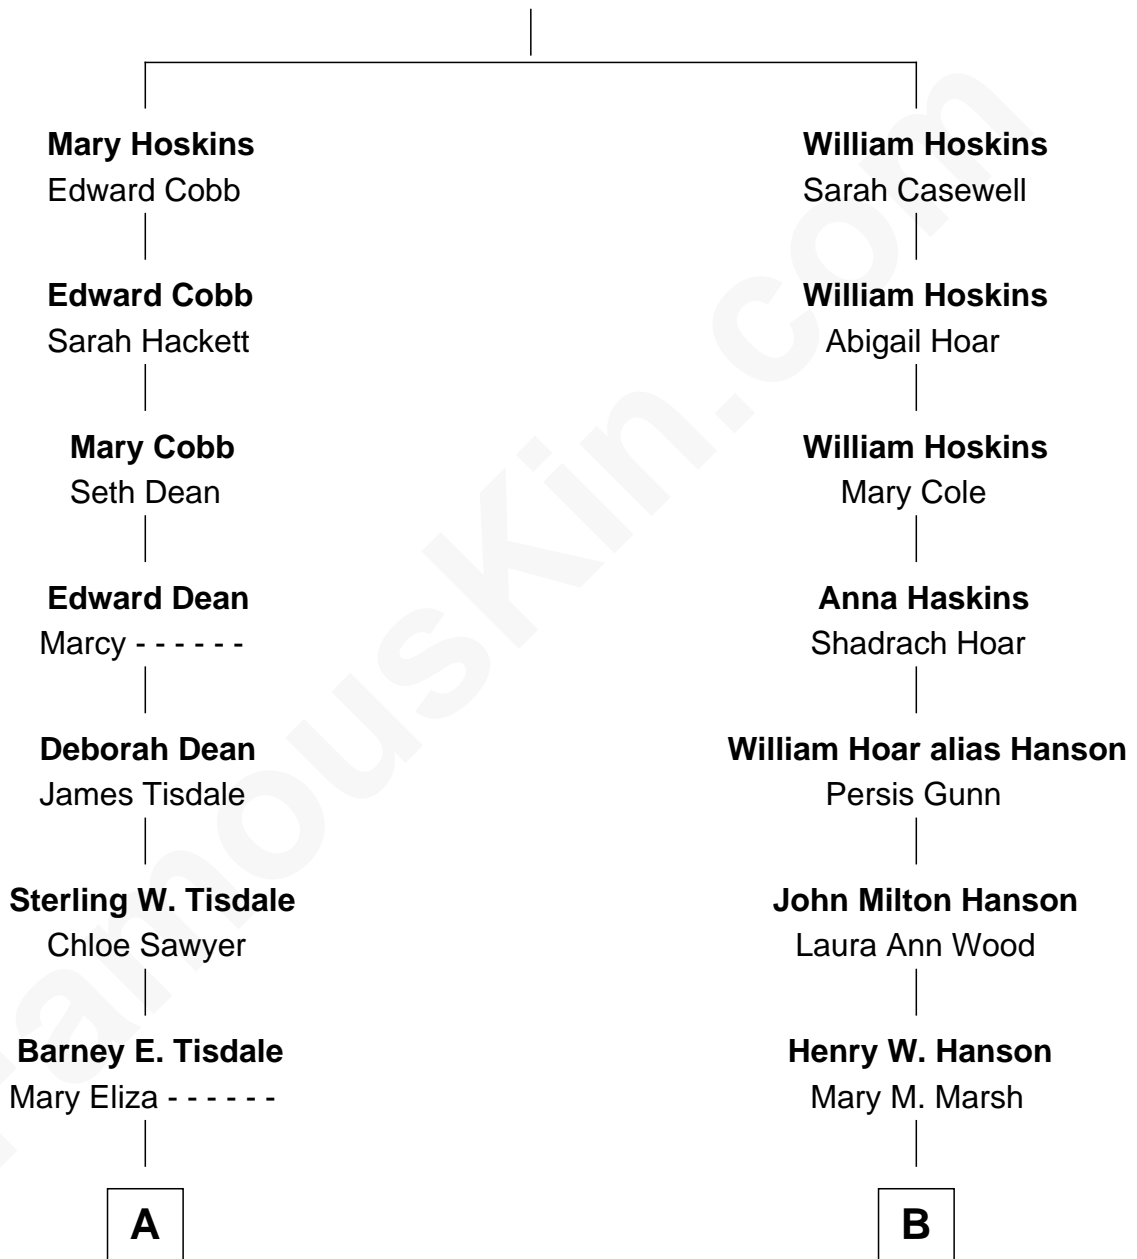 Mary Hoskins
Edward Cobb
Edward Cobb
Sarah Hackett
Mary Cobb
Seth Dean
Edward Dean
Marcy - - - - - -
Deborah Dean
James Tisdale
Sterling W. Tisdale
Chloe Sawyer
Barney E. Tisdale
Mary Eliza - - - - - -
A
William Hoskins
Sarah Casewell
William Hoskins
Abigail Hoar
William Hoskins
Mary Cole
Anna Haskins
Shadrach Hoar
William Hoar alias Hanson
Persis Gunn
John Milton Hanson
Laura Ann Wood
Henry W. Hanson
Mary M. Marsh
B
FamousKin.com